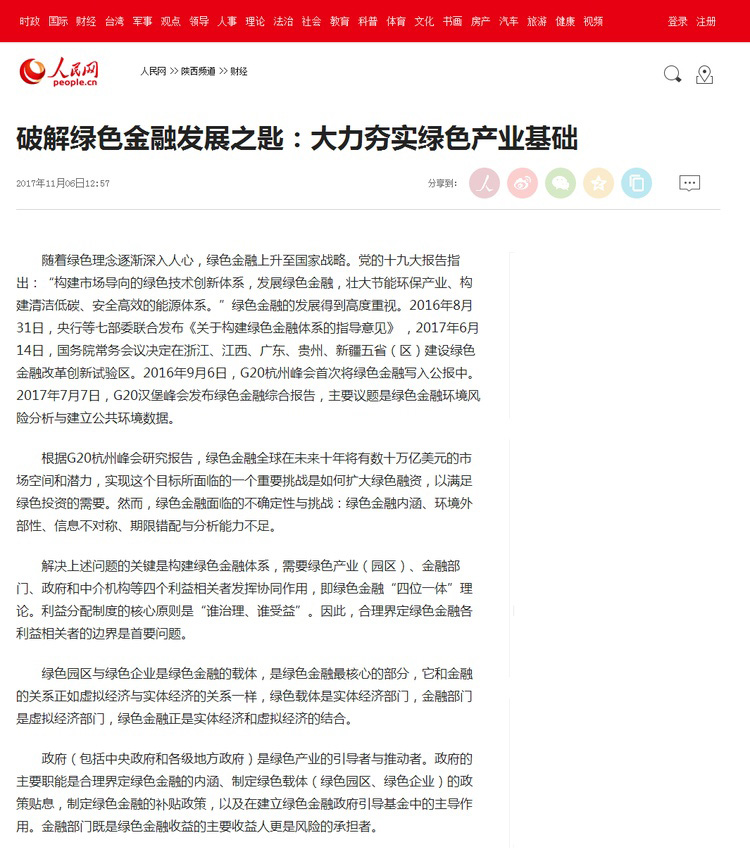 时政 国际 财经 台湾 军事 观点 领导 人事 理论 法治 社会 教育 科普 体育 文化 书画 房产 汽车 旅游 健康 视频 登录 注册
人民网 people.cn
人民网 >> 陕西频道 >> 财经
破解绿色金融发展之匙：大力夯实绿色产业基础
2017年11月06日12:57 分享到：
随着绿色理念逐渐深入人心，绿色金融上升至国家战略。党的十九大报告指
出：“构建市场导向的绿色技术创新体系，发展绿色金融，壮大节能环保产业、构
建清洁低碳、安全高效的能源体系。”绿色金融的发展得到高度重视。2016年8月
31日，央行等七部委联合发布《关于构建绿色金融体系的指导意见》，2017年6月
14日，国务院常务会议决定在浙江、江西、广东、贵州、新疆五省（区）建设绿色
金融改革创新试验区。2016年9月6日，G20杭州峰会首次将绿色金融写入公报中。
2017年7月7日，G20汉堡峰会发布绿色金融综合报告，主要议题是绿色金融环境风
险分析与建立公共环境数据。
根据G20杭州峰会研究报告，绿色金融全球在未来十年将有数十万亿美元的市
场空间和潜力，实现这个目标所面临的一个重要挑战是如何扩大绿色融资，以满足
绿色投资的需要。然而，绿色金融面临的不确定性与挑战：绿色金融内涵、环境外
部性、信息不对称、期限错配与分析能力不足。
解决上述问题的关键是构建绿色金融体系，需要绿色产业（园区）、金融部
门、政府和中介机构等四个利益相关者发挥协同作用，即绿色金融“四位一体”理
论。利益分配制度的核心原则是“谁治理、谁受益”。因此，合理界定绿色金融各
利益相关者的边界是首要问题。
绿色园区与绿色企业是绿色金融的载体，是绿色金融最核心的部分，它和金融
的关系正如虚拟经济与实体经济的关系一样，绿色载体是实体经济部门，金融部门
是虚拟经济部门，绿色金融正是实体经济和虚拟经济的结合。
政府（包括中央政府和各级地方政府）是绿色产业的引导者与推动者。政府的
主要职能是合理界定绿色金融的内涵、制定绿色载体（绿色园区、绿色企业）的政
策贴息，制定绿色金融的补贴政策，以及在建立绿色金融政府引导基金中的主导作
用。金融部门既是绿色金融收益的主要收益人更是风险的承担者。